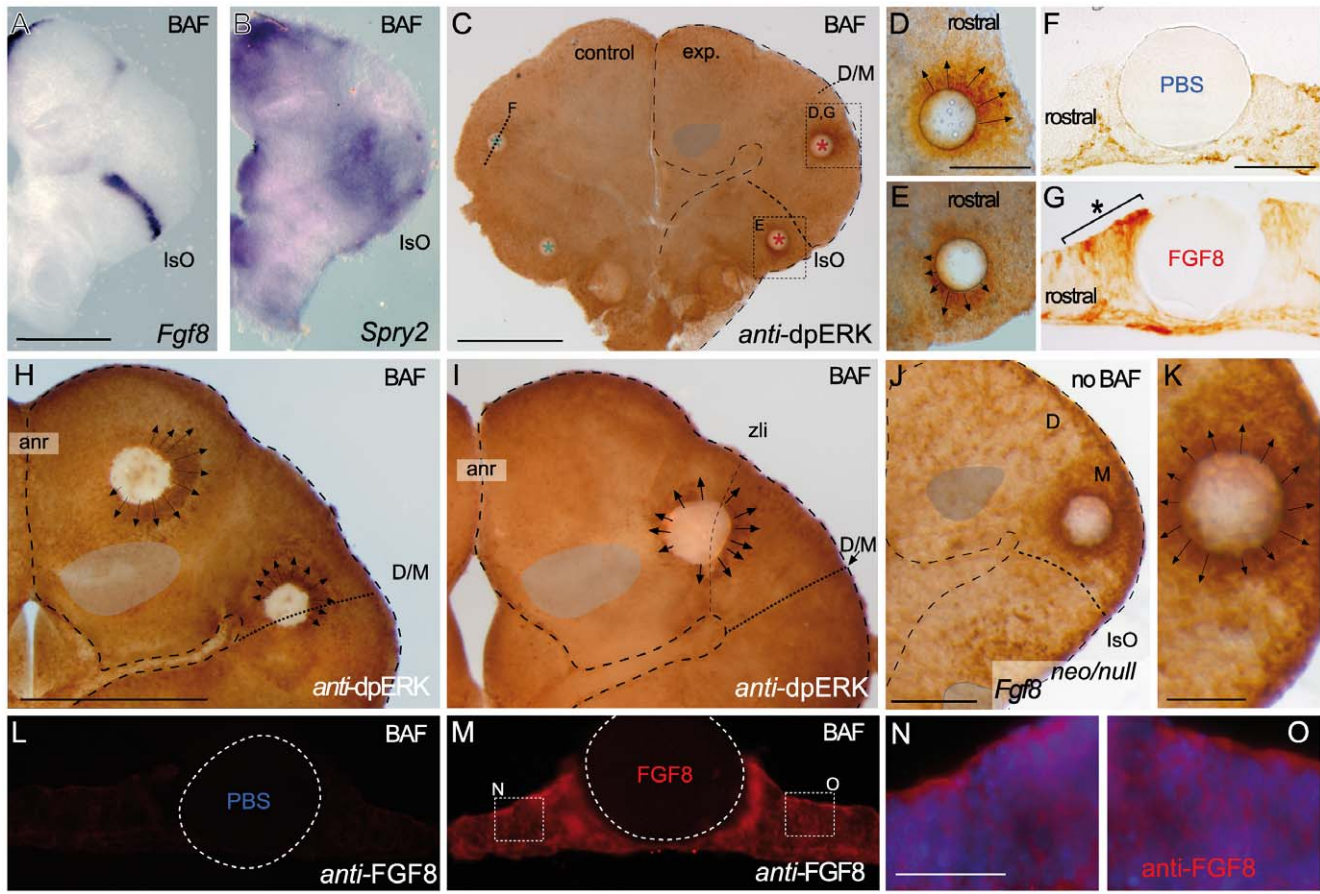 A
BAF
IsO
Fgf8
B
BAF
IsO
Spry2
C
BAF
control
exp.
D/M
F
*
D,G
*
*
E
*
IsO
anti-dpERK
D
rostral
E
rostral
F
PBS
rostral
G
*
FGF8
rostral
H
BAF
anr
D/M
anti-dpERK
I
BAF
anr
zli
D/M
anti-dpERK
J
no BAF
D
M
IsO
Fgf8 neo/null
K
L
BAF
PBS
anti-FGF8
M
BAF
FGF8
N
O
anti-FGF8
N
O
anti-FGF8